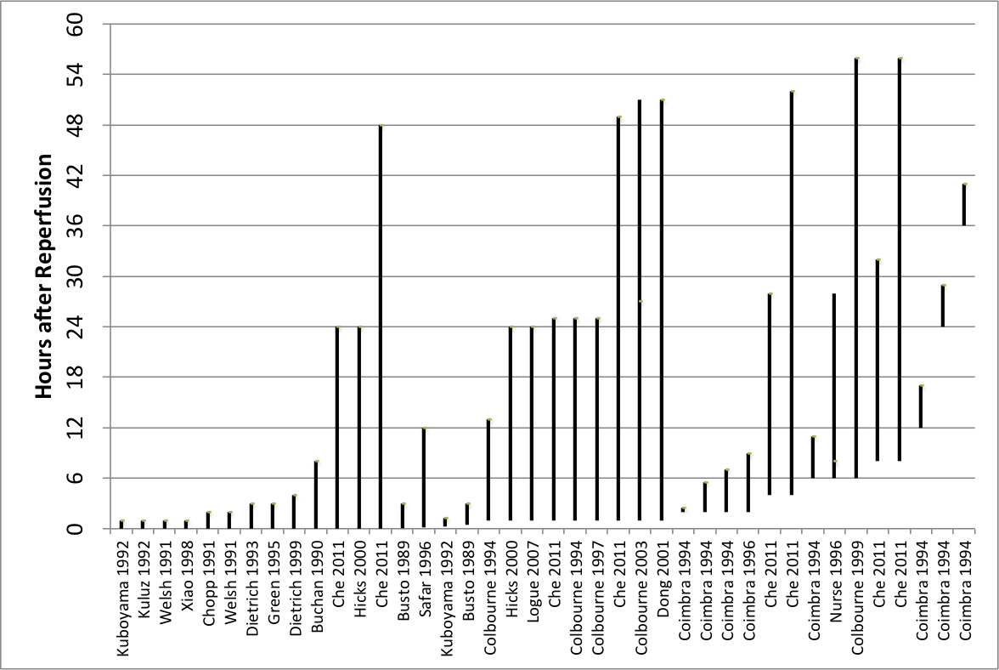 Hours after Reperfusion
60
54
48
42
36
30
24
18
12
6
0
Kuboyama 1992
Kuluz 1992
Welsh 1991
Xiao 1998
Chopp 1991
Welsh 1991
Dietrich 1993
Green 1995
Dietrich 1999
Buchan 1990
Che 2011
Hicks 2000
Che 2011
Busto 1989
Safar 1996
Kuboyama 1992
Busto 1989
Colbourne 1994
Hicks 2000
Logue 2007
Che 2011
Colbourne 1994
Colbourne 1997
Che 2011
Colbourne 2003
Dong 2001
Coimbra 1994
Coimbra 1994
Coimbra 1994
Coimbra 1996
Che 2011
Che 2011
Coimbra 1994
Nurse 1996
Colbourne 1999
Che 2011
Che 2011
Coimbra 1994
Coimbra 1994
Coimbra 1994